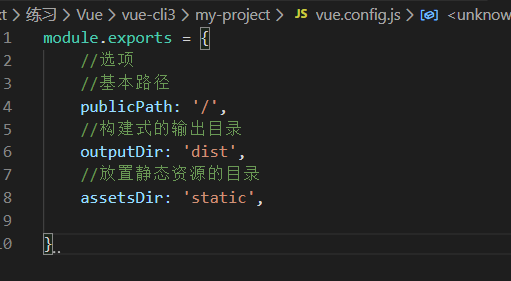 t > 练习 > Vue > vue-cli3 > my-project > JS vue.config.js > <unknow
1 module.exports = {
2 //选项
3 //基本路径
4 publicPath: '/',
5 //构建式的输出目录
6 outputDir: 'dist',
7 //放置静态资源的目录
8 assetsDir: 'static',
9
10 }